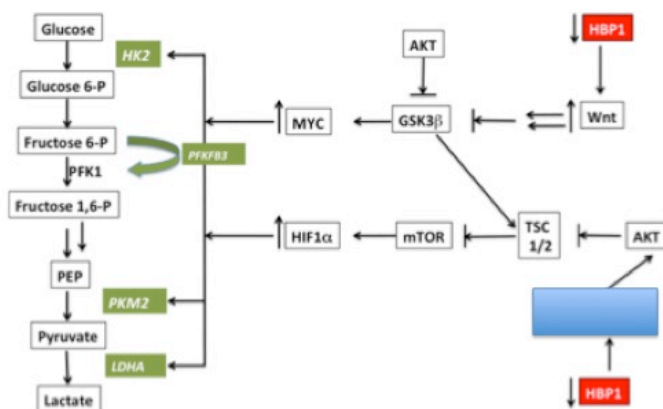 Glucose
HK2
AKT
HBP1
Glucose 6-P
MYC
GSK3β
Wnt
Fructose 6-P
PFKFB3
PFK1
Fructose 1,6-P
HIF1α
mTOR
TSC
1/2
AKT
PEP
PKM2
Pyruvate
LDHA
HBP1
Lactate